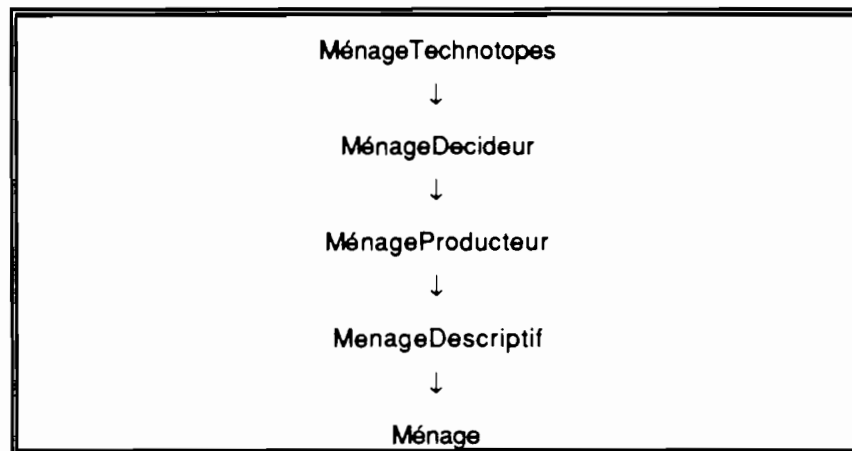 MénageTechnotopes
↓
MénageDecideur
↓
MénageProducteur
↓
MenageDescriptif
↓
Ménage